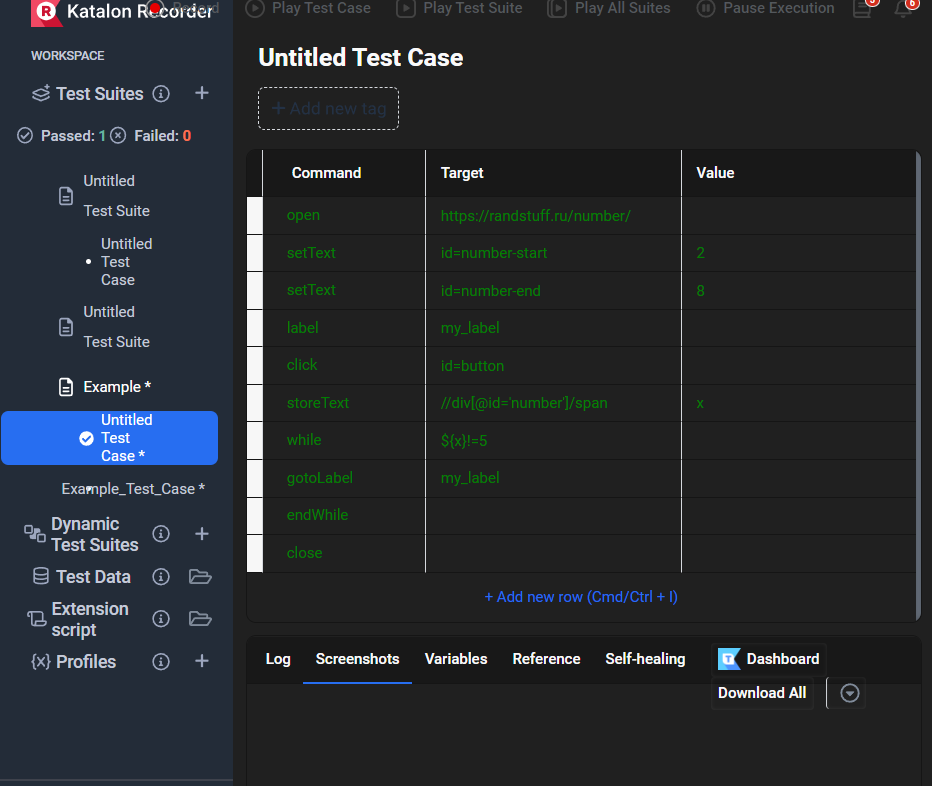 Katalon Recorder
Record
Play Test Case
Play Test Suite
Play All Suites
Pause Execution
6
WORKSPACE
Test Suites
+
Passed: 1
Failed: 0
Untitled
Test Suite
Untitled
Test
Case
Untitled
Test Suite
Example *
Untitled
Test
Case *
Example_Test_Case *
Dynamic
Test Suites
+
Test Data
Extension
script
{x} Profiles
+
Untitled Test Case
+ Add new tag
Command Target Value
open https://randstuff.ru/number/
setText id=number-start 2
setText id=number-end 8
label my_label
click id=button
storeText //div[@id='number']/span x
while ${x}!=5
gotoLabel my_label
endWhile
close
+ Add new row (Cmd/Ctrl + I)
Log Screenshots Variables Reference Self-healing Dashboard
Download All